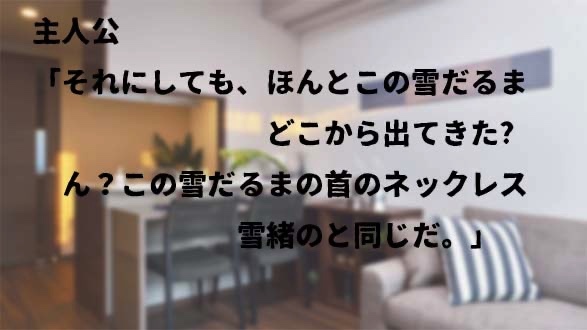 主人公
「それにしても、ほんとこの雪だるま
どこから出てきた?
ん？この雪だるまの首のネックレス
雪緒のと同じだ。」